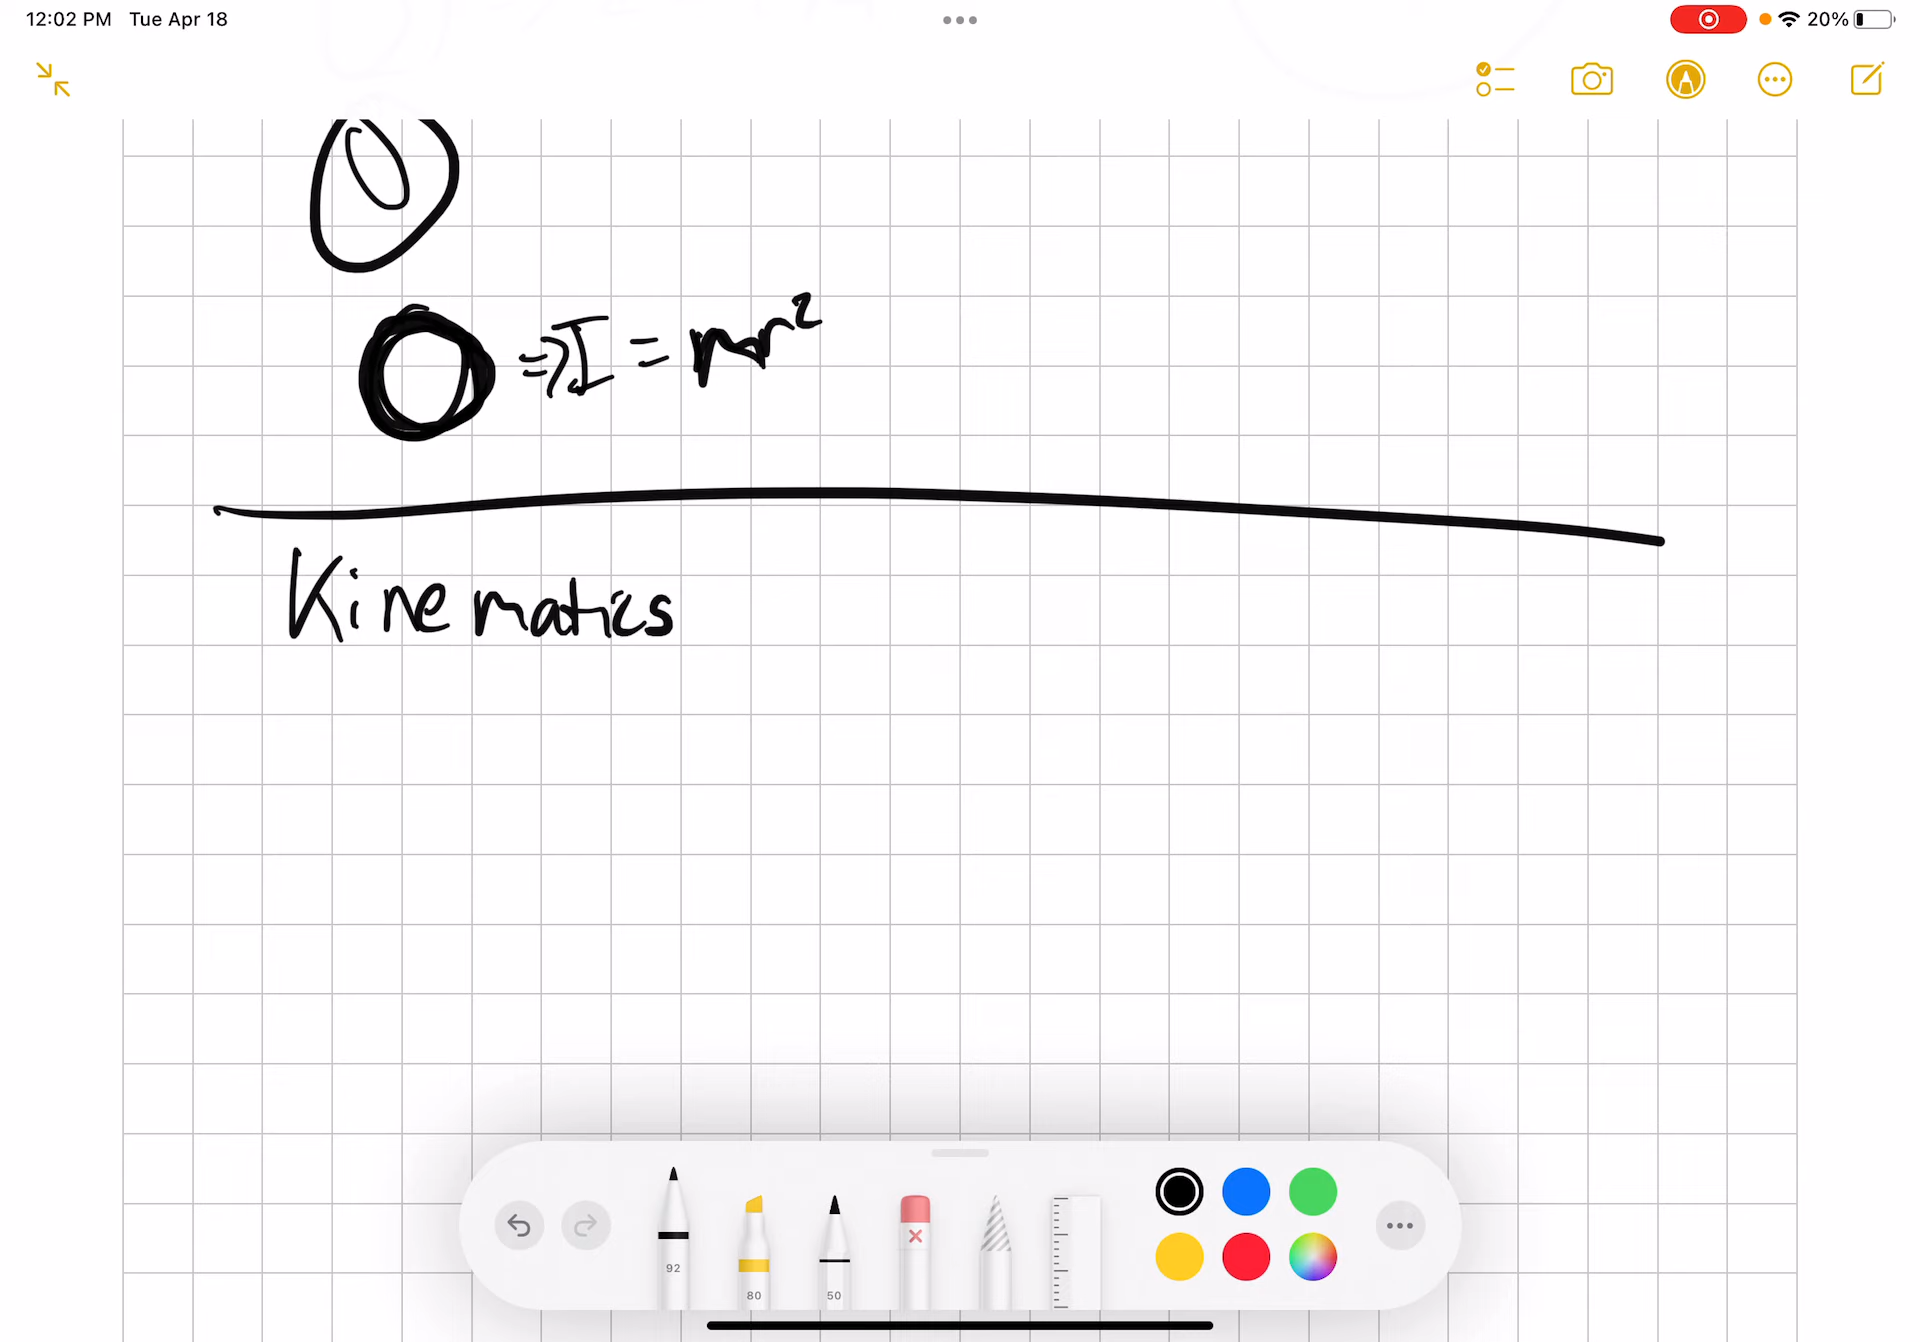 12:02 PM Tue Apr 18
20%
⇒ I = mr²
Kinematics
92
80
50